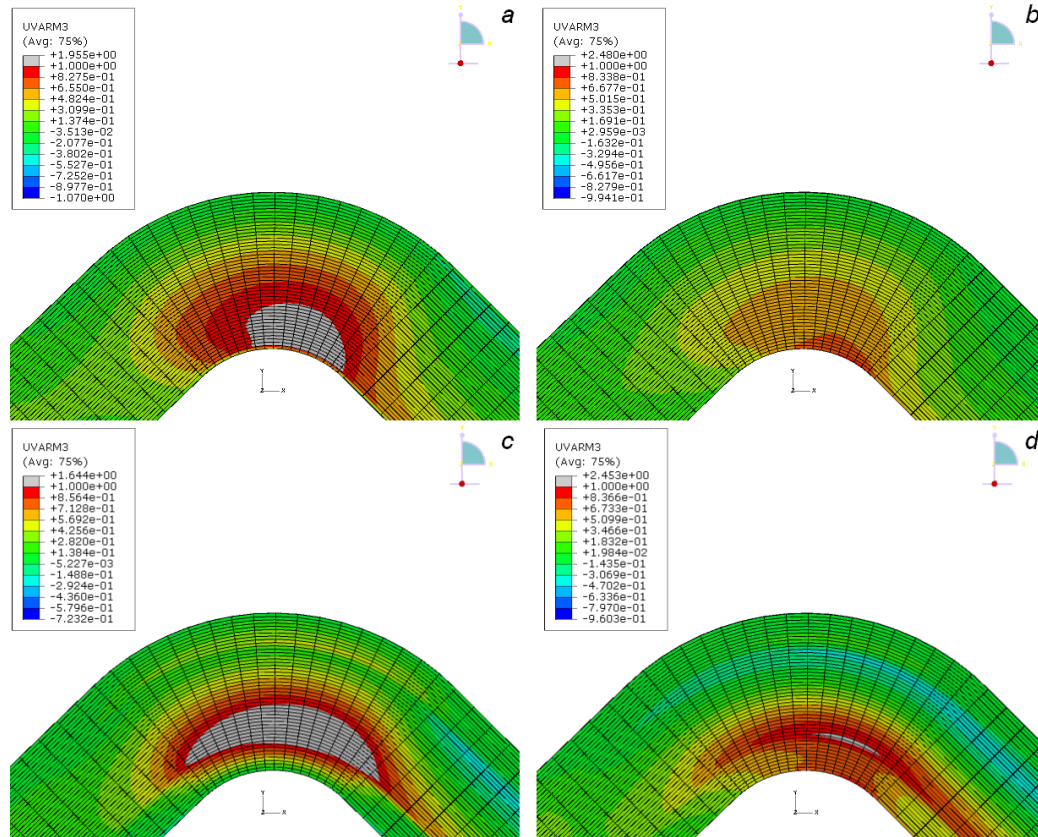 a
UVARM3
(Avg: 75%)
+1.955e+00
+1.000e+00
+8.275e-01
+6.550e-01
+4.824e-01
+3.099e-01
+1.374e-01
-3.513e-02
-2.077e-01
-3.802e-01
-5.527e-01
-7.252e-01
-8.977e-01
-1.070e+00
Y
Z X
b
UVARM3
(Avg: 75%)
+2.480e+00
+1.000e+00
+8.338e-01
+6.677e-01
+5.015e-01
+3.353e-01
+1.691e-01
+2.959e-03
-1.632e-01
-3.294e-01
-4.956e-01
-6.617e-01
-8.279e-01
-9.941e-01
Y
Z X
c
UVARM3
(Avg: 75%)
+1.644e+00
+1.000e+00
+8.564e-01
+7.128e-01
+5.692e-01
+4.256e-01
+2.820e-01
+1.384e-01
-5.227e-03
-1.488e-01
-2.924e-01
-4.360e-01
-5.796e-01
-7.232e-01
Y
Z X
d
UVARM3
(Avg: 75%)
+2.453e+00
+1.000e+00
+8.366e-01
+6.733e-01
+5.099e-01
+3.466e-01
+1.832e-01
+1.984e-02
-1.435e-01
-3.069e-01
-4.702e-01
-6.336e-01
-7.970e-01
-9.603e-01
Y
Z X